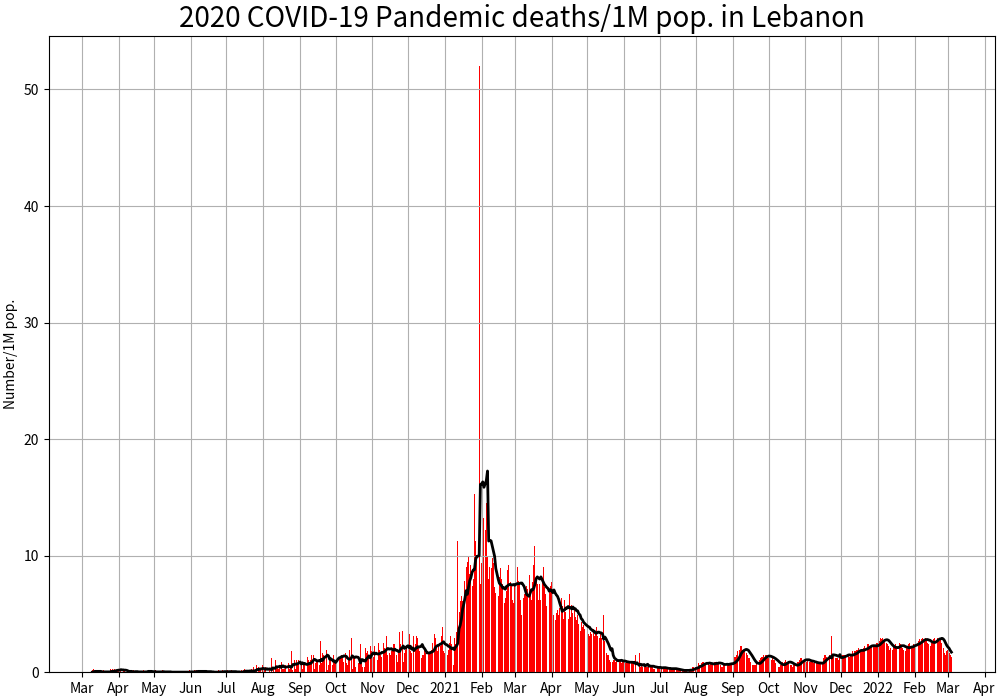 2020 COVID-19 Pandemic deaths/1M pop. in Lebanon
Number/1M pop.
50
40
30
20
10
0
Mar Apr May Jun Jul Aug Sep Oct Nov Dec 2021 Feb Mar Apr May Jun Jul Aug Sep Oct Nov Dec 2022 Feb Mar Apr